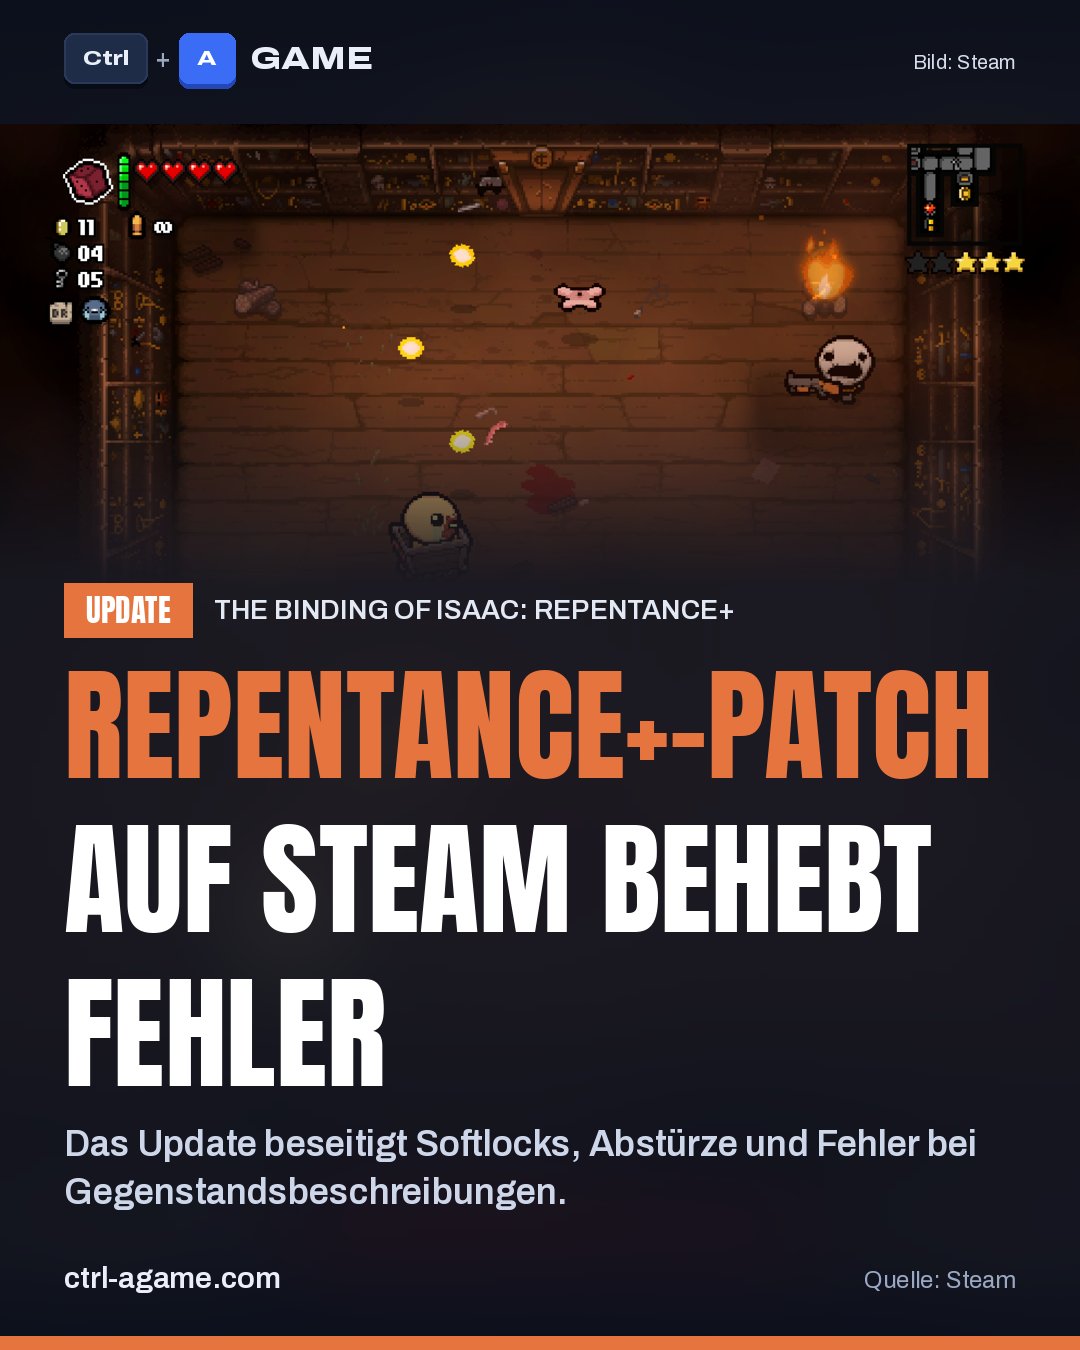 Ctrl + A GAME
Bild: Steam
11
∞
04
05
DR
UPDATE
THE BINDING OF ISAAC: REPENTANCE+
REPENTANCE+-PATCH
AUF STEAM BEHEBT
FEHLER
Das Update beseitigt Softlocks, Abstürze und Fehler bei
Gegenstandsbeschreibungen.
ctrl-agame.com
Quelle: Steam